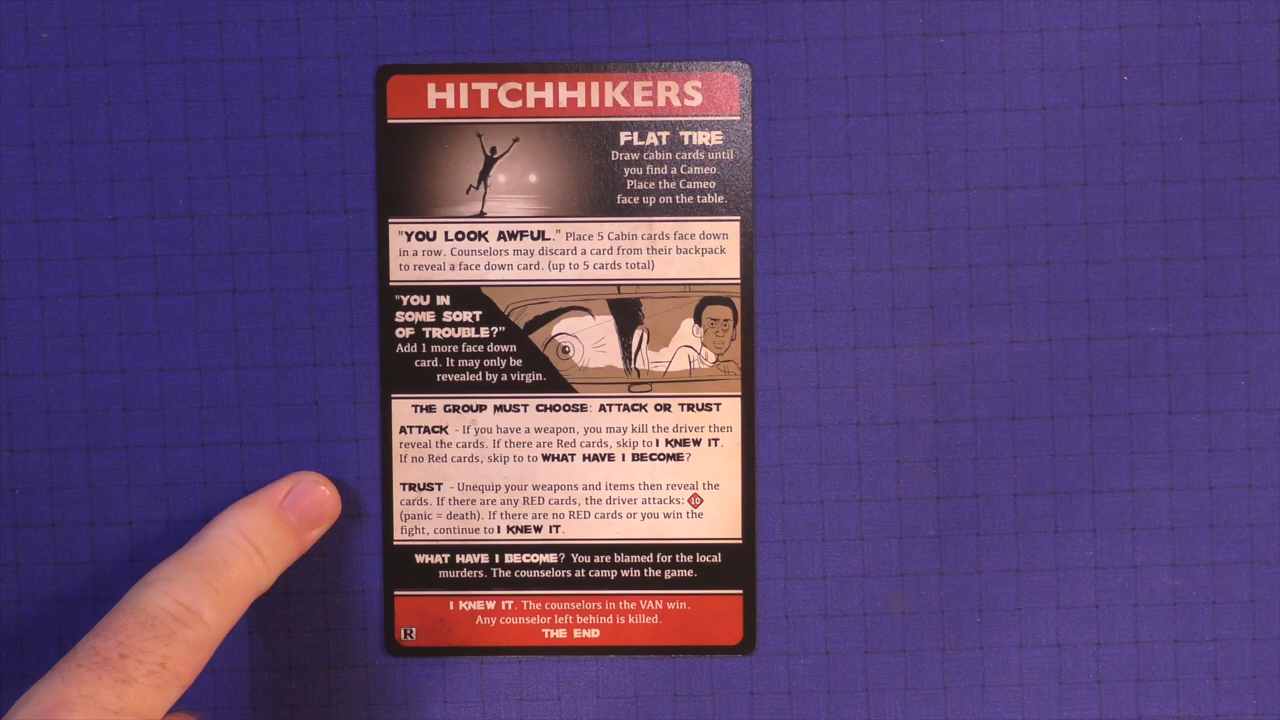 HITCHHIKERS
FLAT TIRE
Draw cabin cards until
you find a Cameo.
Place the Cameo
face up on the table.
"YOU LOOK AWFUL." Place 5 Cabin cards face down
in a row. Counselors may discard a card from their backpack
to reveal a face down card. (up to 5 cards total)
"YOU IN
SOME SORT
OF TROUBLE?"
Add 1 more face down
card. It may only be
revealed by a virgin.
THE GROUP MUST CHOOSE: ATTACK OR TRUST
ATTACK - If you have a weapon, you may kill the driver then
reveal the cards. If there are Red cards, skip to I KNEW IT.
If no Red cards, skip to to WHAT HAVE I BECOME?
TRUST - Unequip your weapons and items then reveal the
cards. If there are any RED cards, the driver attacks: 10
(panic = death). If there are no RED cards or you win the
fight, continue to I KNEW IT.
WHAT HAVE I BECOME? You are blamed for the local
murders. The counselors at camp win the game.
I KNEW IT. The counselors in the VAN win.
Any counselor left behind is killed.
THE END
R